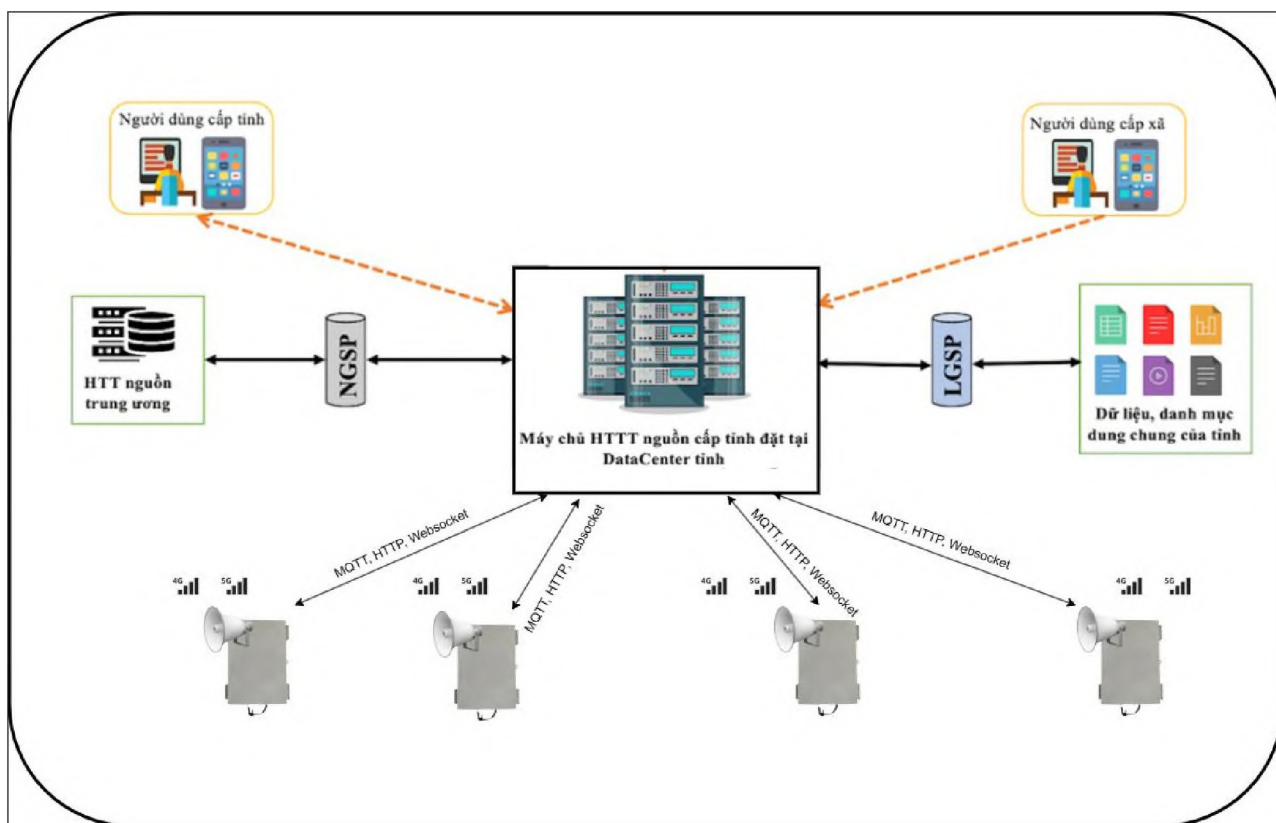 Người dùng cấp tỉnh
Người dùng cấp xã
HTT nguồn
trung ương
NGSP
Máy chủ HTTT nguồn cấp tỉnh đặt tại
DataCenter tỉnh
LGSP
Dữ liệu, danh mục
dung chung của tỉnh
MQTT, HTTP, Websocket
MQTT, HTTP, Websocket
MQTT, HTTP, Websocket
MQTT, HTTP, Websocket
4G 5G
4G 5G
4G 5G
4G 5G